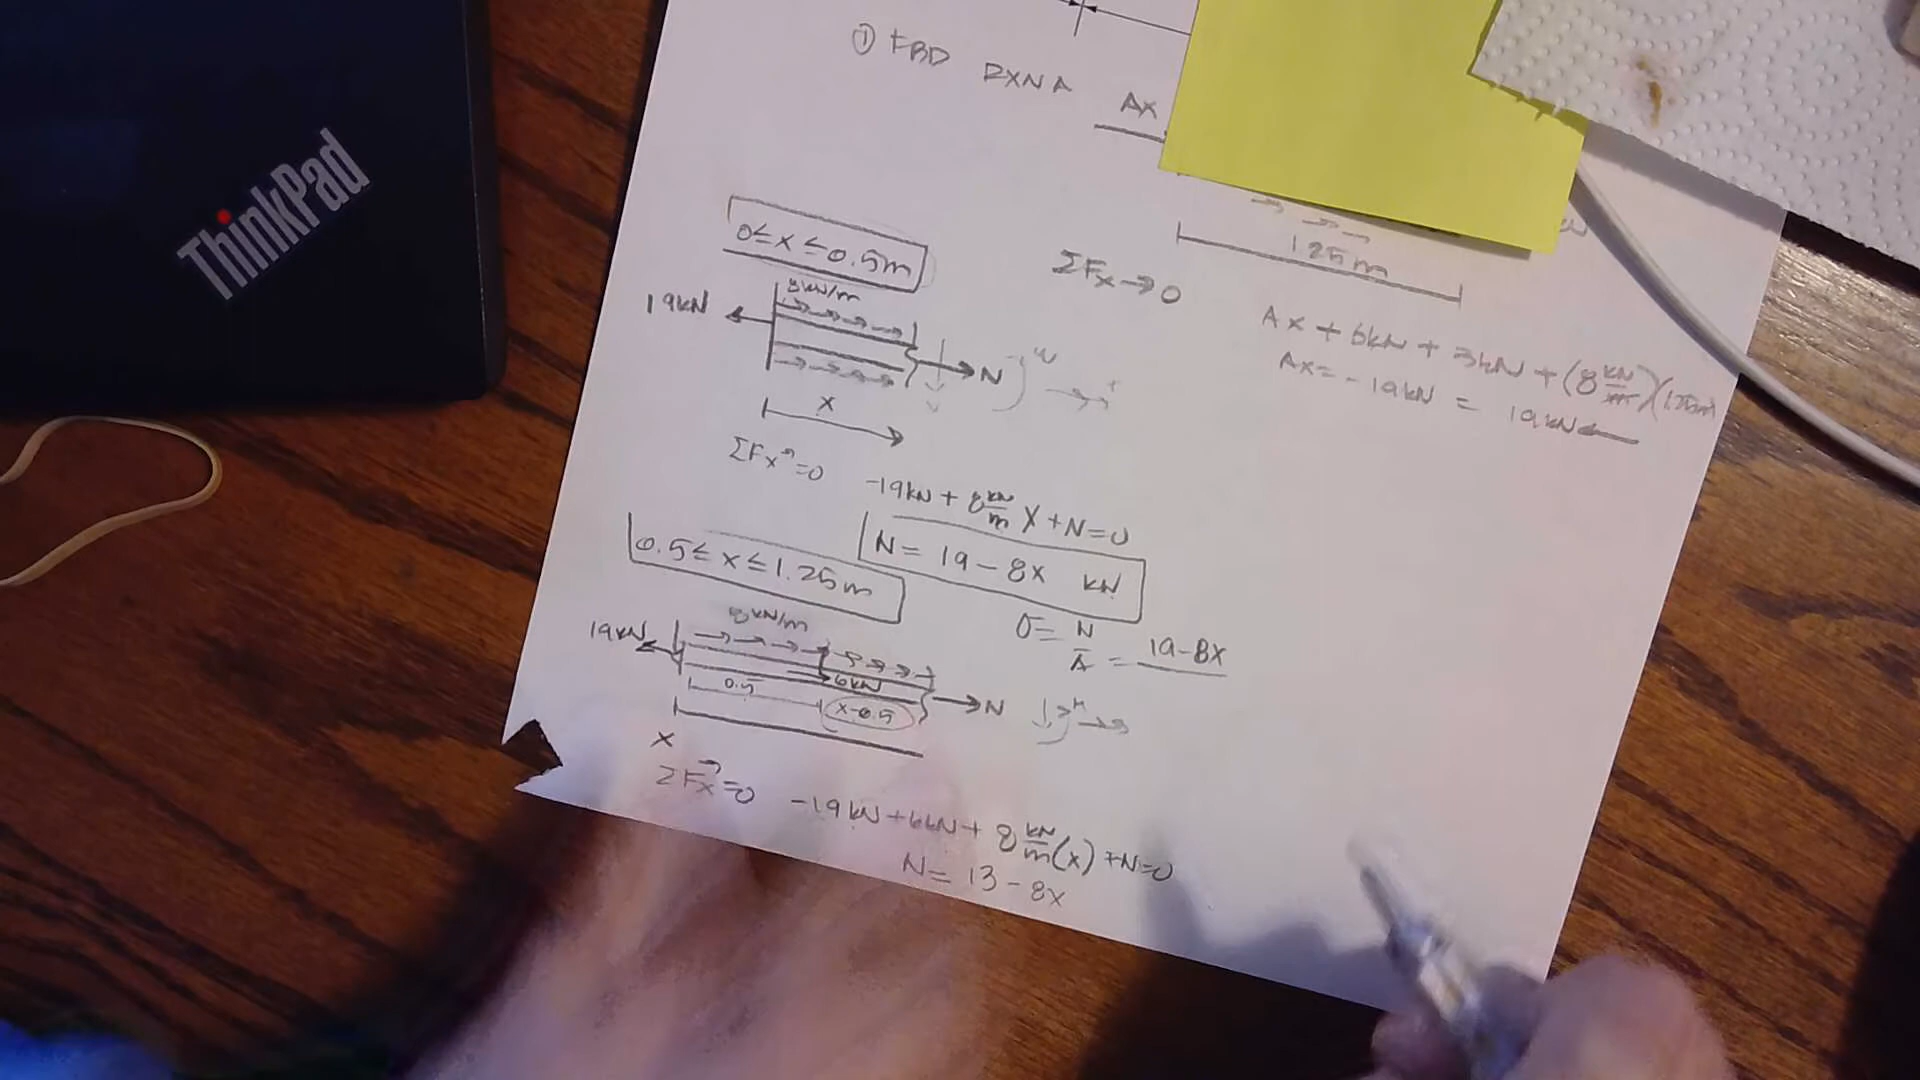 ThinkPad
① FBD RXN A
Ax
1.25m
0≤x≤0.5m
ΣFx→0
8kN/m
19kN
N
x
Ax + 6kN + 3kN + (8 kN/m)(1.25m)
Ax = -19kN = 19kN ←
ΣFx→=0
-19kN + 8 kN/m x + N = 0
N = 19 - 8x kN
0.5≤x≤1.25m
σ = N/A = 19-8x
8kN/m
19kN
6kN
0.5
x-0.5
N
x
ΣFx→=0 -19kN + 6kN + 8 kN/m (x) + N = 0
N = 13 - 8x